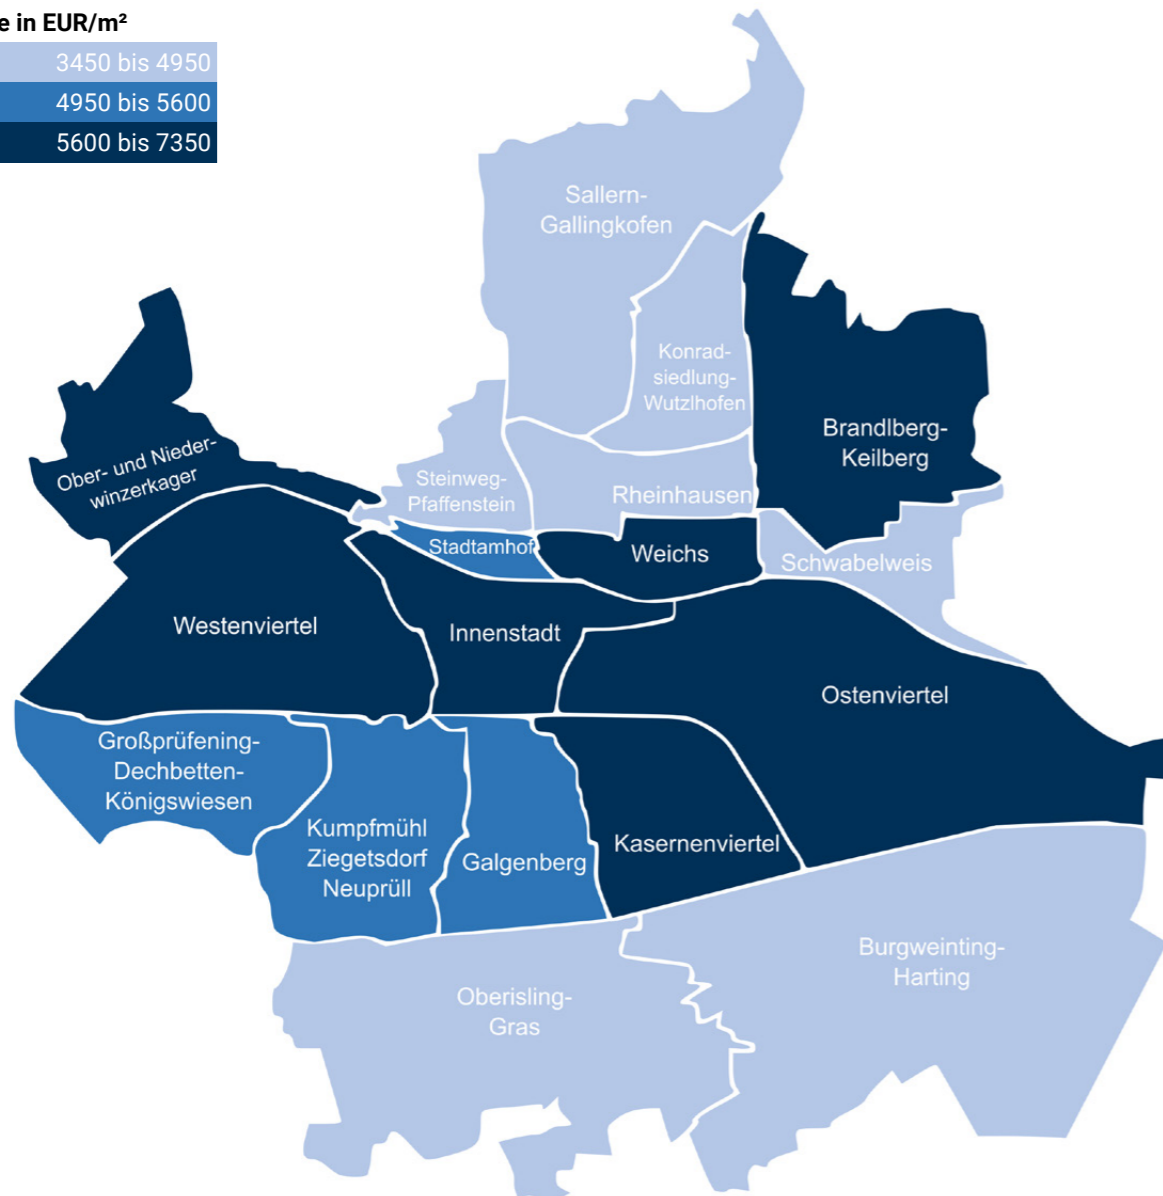 e in EUR/m²
3450 bis 4950
4950 bis 5600
5600 bis 7350
Sallern-
Gallingkofen
Konrad-
siedlung-
Wutzlhofen
Brandlberg-
Keilberg
Ober- und Nieder-
winzerkager
Steinweg-
Pfaffenstein
Rheinhausen
Stadtamhof
Weichs
Schwabelweis
Westenviertel
Innenstadt
Ostenviertel
Großprüfening-
Dechbetten-
Königswiesen
Kumpfmühl
Ziegetsdorf
Neuprüll
Galgenberg
Kasernenviertel
Burgweinting-
Harting
Oberisling-
Gras